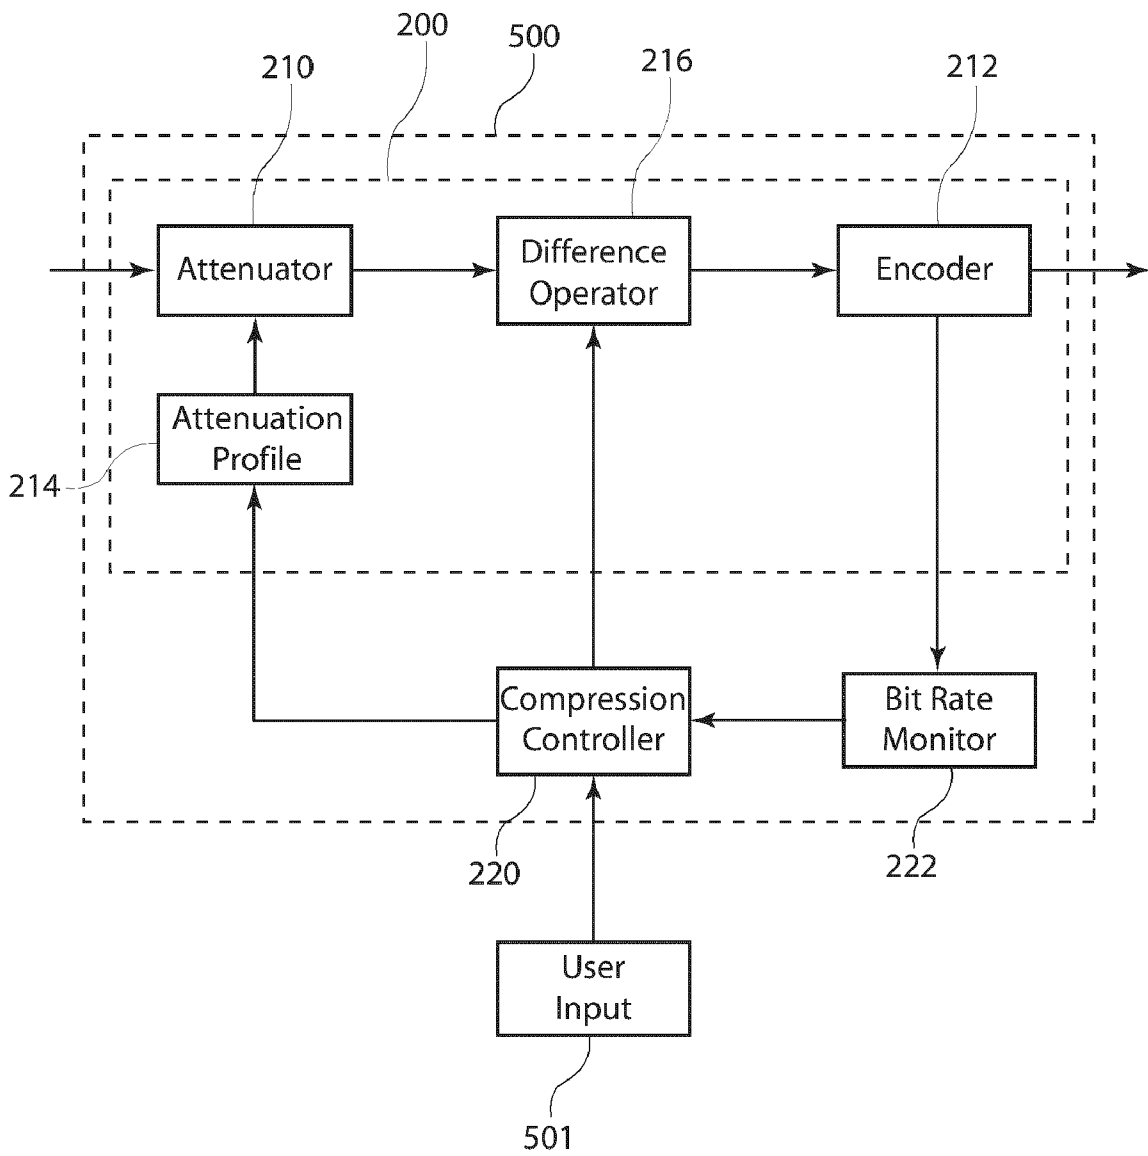 200
500
210
216
212
Attenuator
Difference
Operator
Encoder
Attenuation
Profile
214
Compression
Controller
Bit Rate
Monitor
220
222
User
Input
501